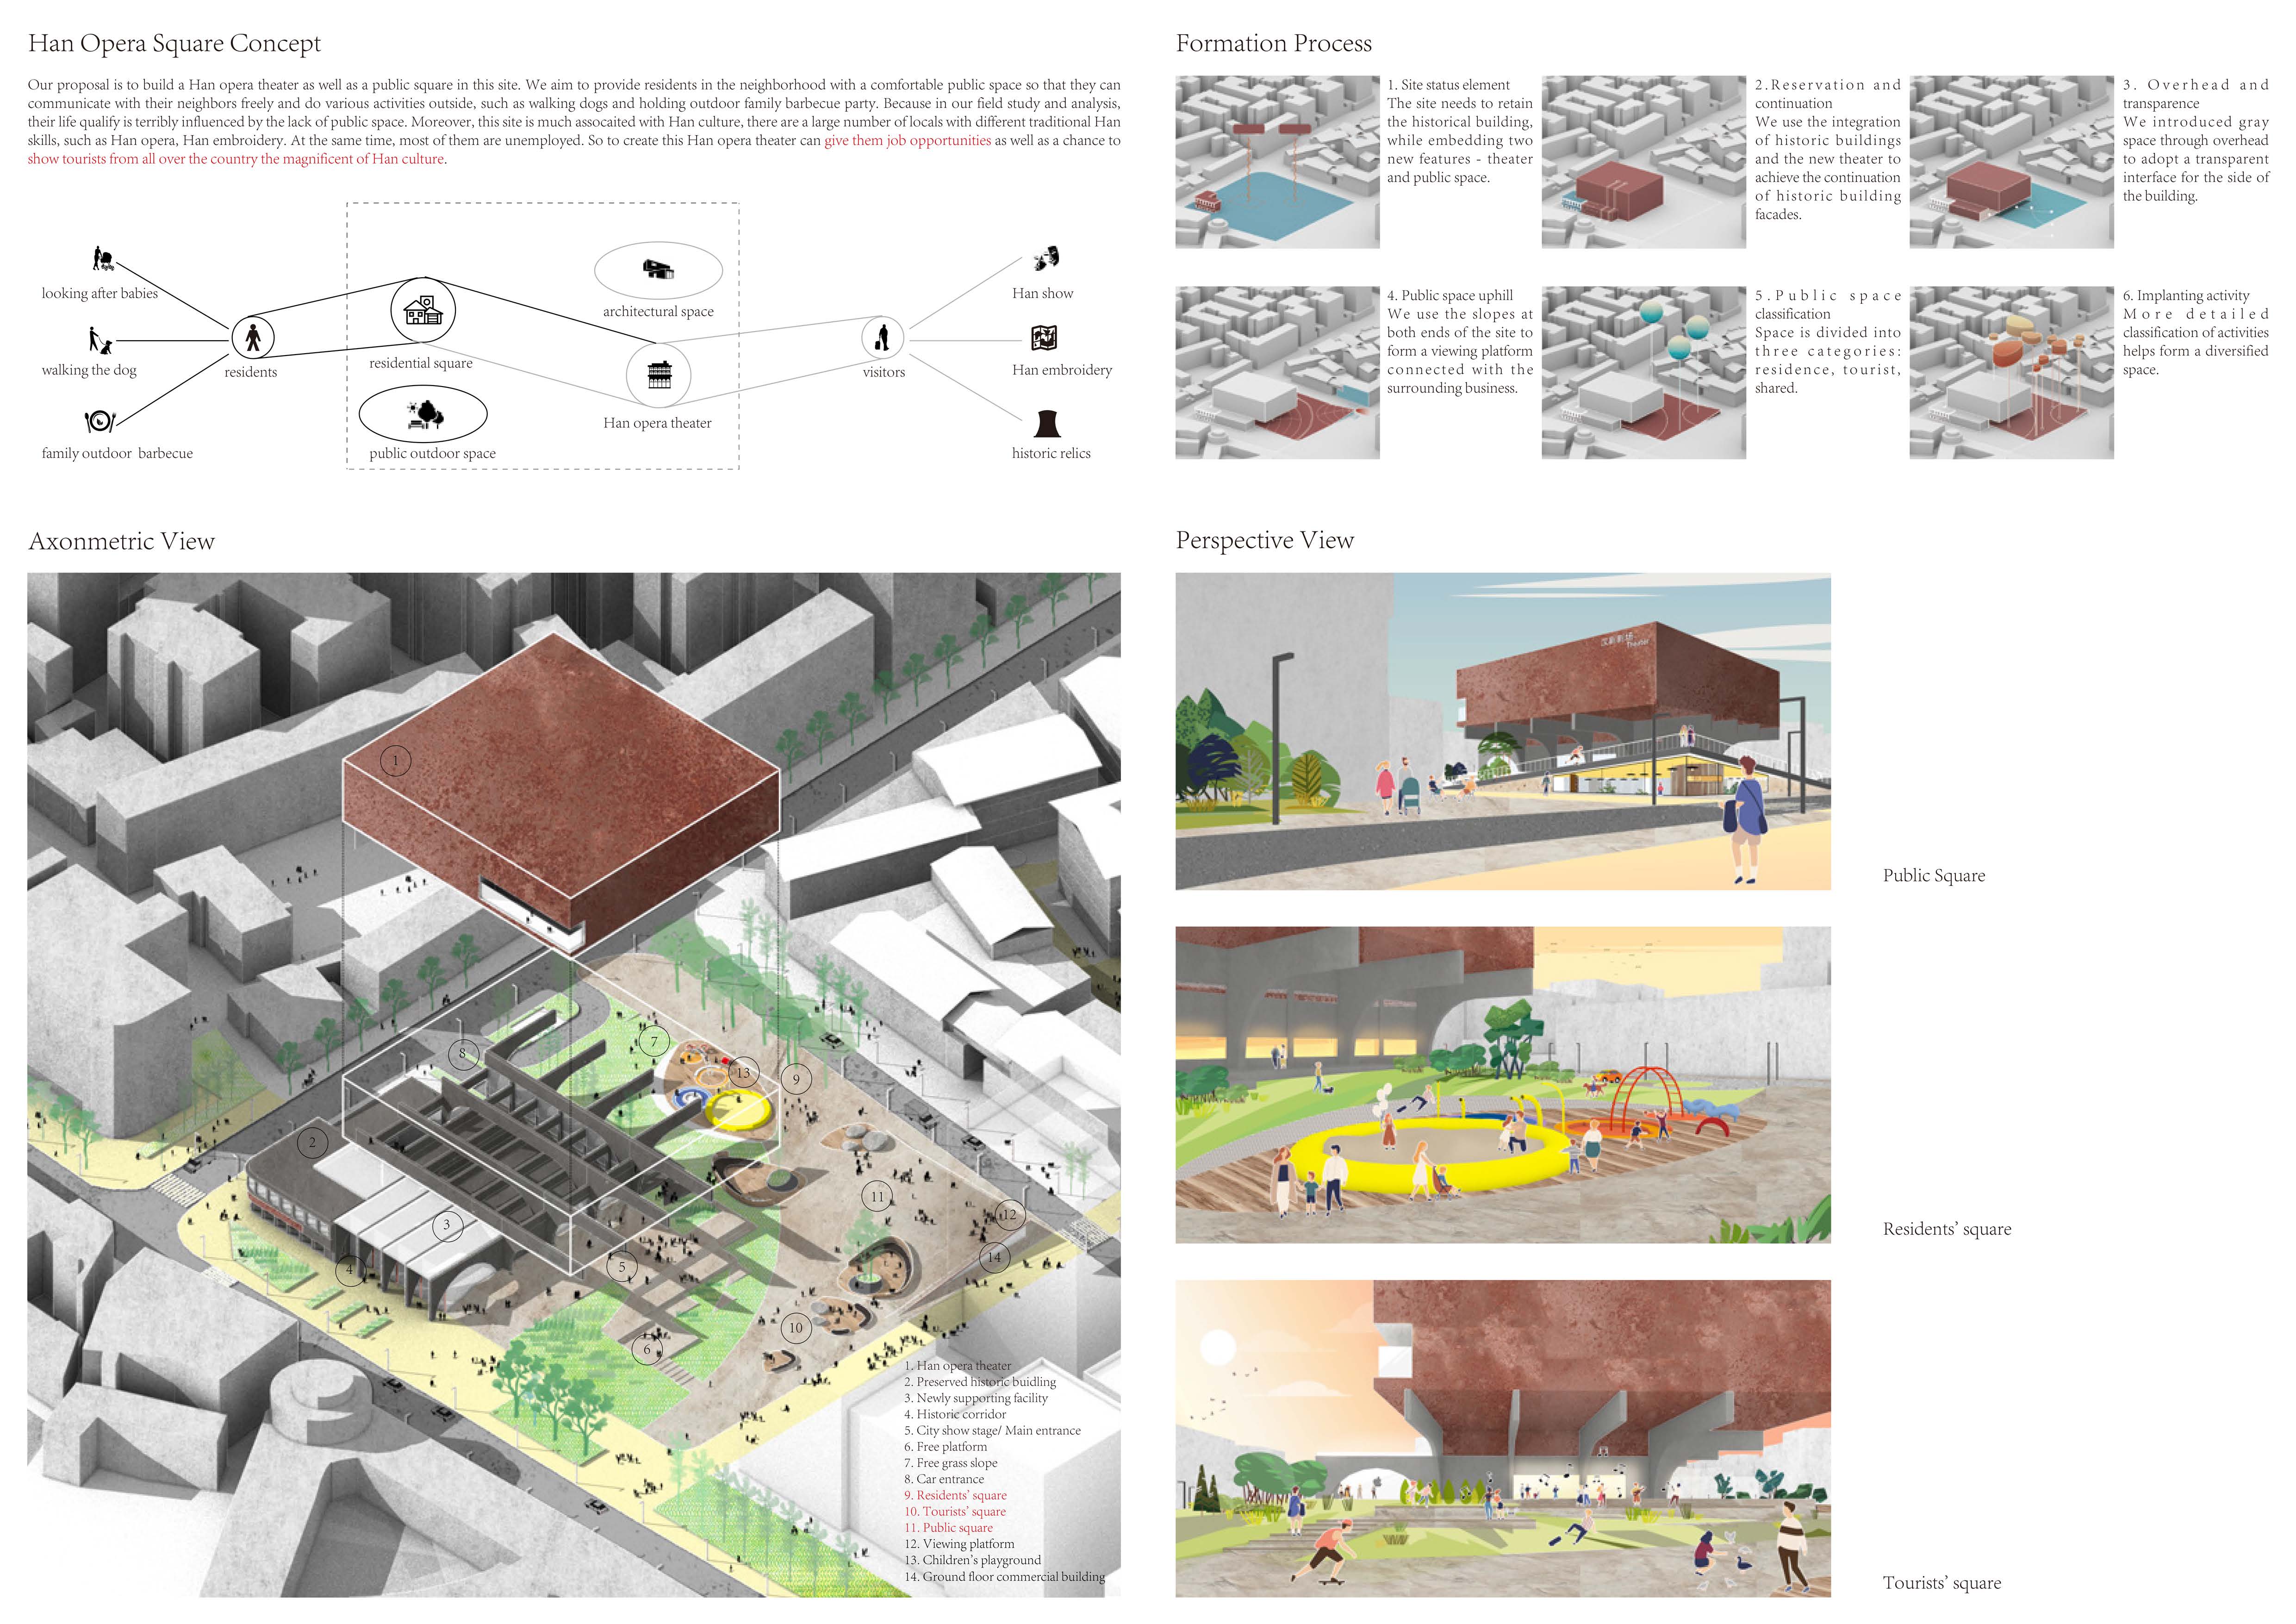 Han Opera Square Concept
Our proposal is to build a Han opera theater as well as a public square in this site. We aim to provide residents in the neighborhood with a comfortable public space so that they can
communicate with their neighbors freely and do various activities outside, such as walking dogs and holding outdoor family barbecue party. Because in our field study and analysis,
their life qualify is terribly influenced by the lack of public space. Moreover, this site is much assocaited with Han culture, there are a large number of locals with different traditional Han
skills, such as Han opera, Han embroidery. At the same time, most of them are unemployed. So to create this Han opera theater can give them job opportunities as well as a chance to
show tourists from all over the country the magnificent of Han culture.
looking after babies
walking the dog
family outdoor barbecue
residents
residential square
public outdoor space
architectural space
Han opera theater
visitors
Han show
Han embroidery
historic relics
Formation Process
1. Site status element
The site needs to retain
the historical building,
while embedding two
new features - theater
and public space.
2.Reservation and
continuation
We use the integration
of historic buildings
and the new theater to
achieve the continuation
of historic building
facades.
3. Overhead and
transparence
We introduced gray
space through overhead
to adopt a transparent
interface for the side of
the building.
4. Public space uphill
We use the slopes at
both ends of the site to
form a viewing platform
connected with the
surrounding business.
5.Public space
classification
Space is divided into
three categories:
residence, tourist,
shared.
6. Implanting activity
More detailed
classification of activities
helps form a diversified
space.
Axonmetric View
1
2
3
4
5
6
7
8
9
10
11
12
13
14
1. Han opera theater
2. Preserved historic buidling
3. Newly supporting facility
4. Historic corridor
5. City show stage/ Main entrance
6. Free platform
7. Free grass slope
8. Car entrance
9. Residents' square
10. Tourists' square
11. Public square
12. Viewing platform
13. Children's playground
14. Ground floor commercial building
Perspective View
汉剧剧场
Theater
Public Square
Residents' square
Tourists' square